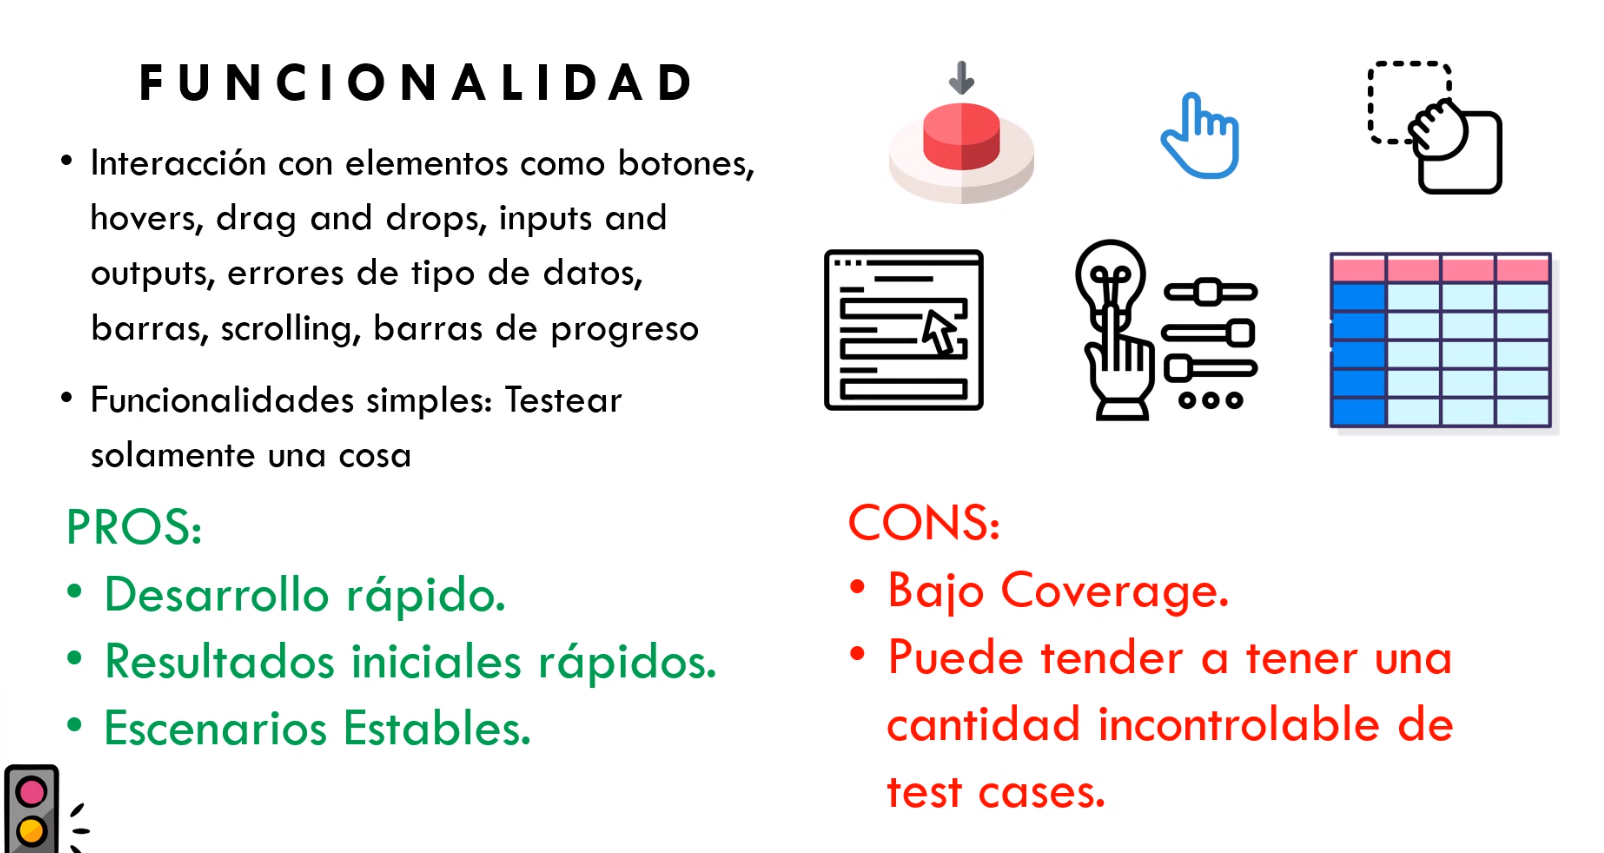 FUNCIONALIDAD
• Interacción con elementos como botones,
hovers, drag and drops, inputs and
outputs, errores de tipo de datos,
barras, scrolling, barras de progreso
• Funcionalidades simples: Testear
solamente una cosa
PROS:
• Desarrollo rápido.
• Resultados iniciales rápidos.
• Escenarios Estables.
CONS:
• Bajo Coverage.
• Puede tender a tener una
cantidad incontrolable de
test cases.